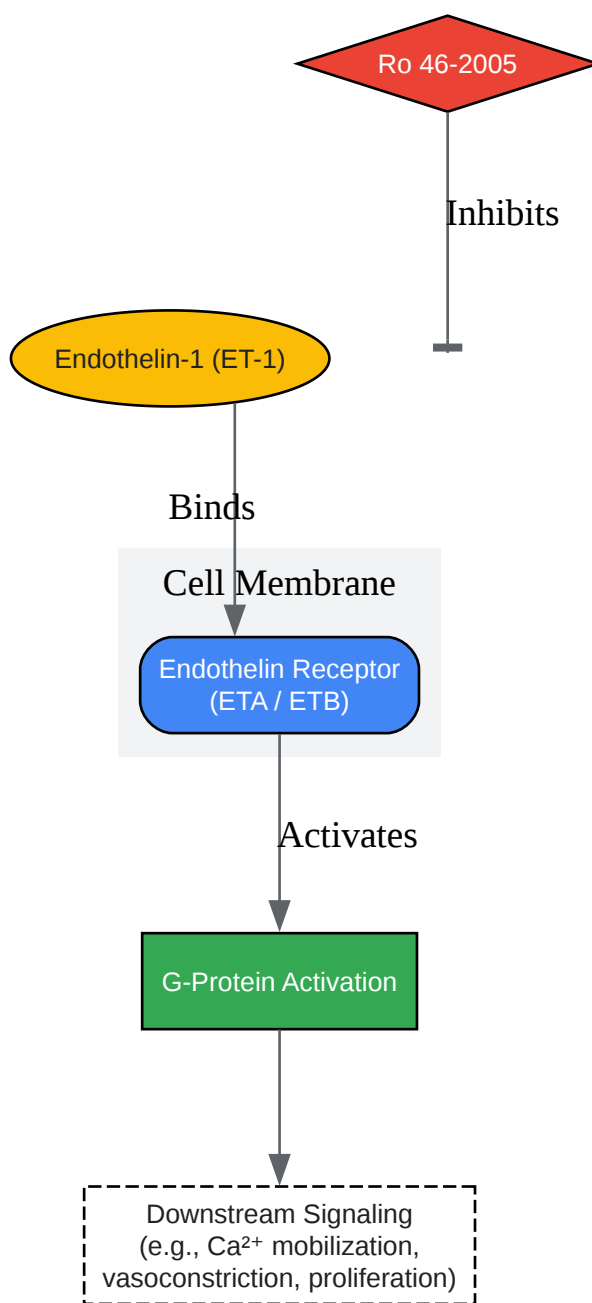 Ro 46-2005
Inhibits
Endothelin-1 (ET-1)
Binds
Cell Membrane
Endothelin Receptor
(ETA / ETB)
Activates
G-Protein Activation
Downstream Signaling
(e.g., Ca²⁺ mobilization,
vasoconstriction, proliferation)